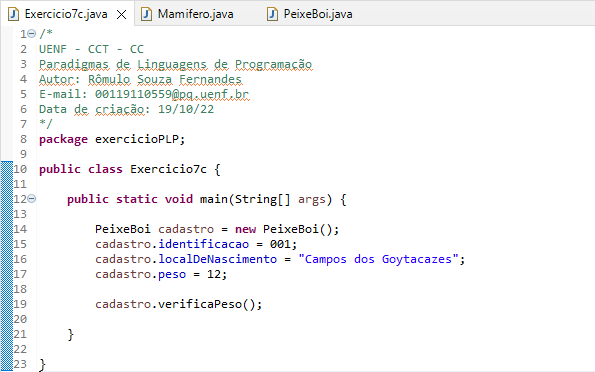 Exercicio7c.java Mamifero.java PeixeBoi.java
1 /*
2 UENF - CCT - CC
3 Paradigmas de Linguagens de Programação
4 Autor: Rômulo Souza Fernandes
5 E-mail: 00119110559@pq.uenf.br
6 Data de criação: 19/10/22
7 */
8 package exercicioPLP;
9
10 public class Exercicio7c {
11
12 public static void main(String[] args) {
13
14 PeixeBoi cadastro = new PeixeBoi();
15 cadastro.identificacao = 001;
16 cadastro.localDeNascimento = "Campos dos Goytacazes";
17 cadastro.peso = 12;
18
19 cadastro.verificaPeso();
20
21 }
22
23 }